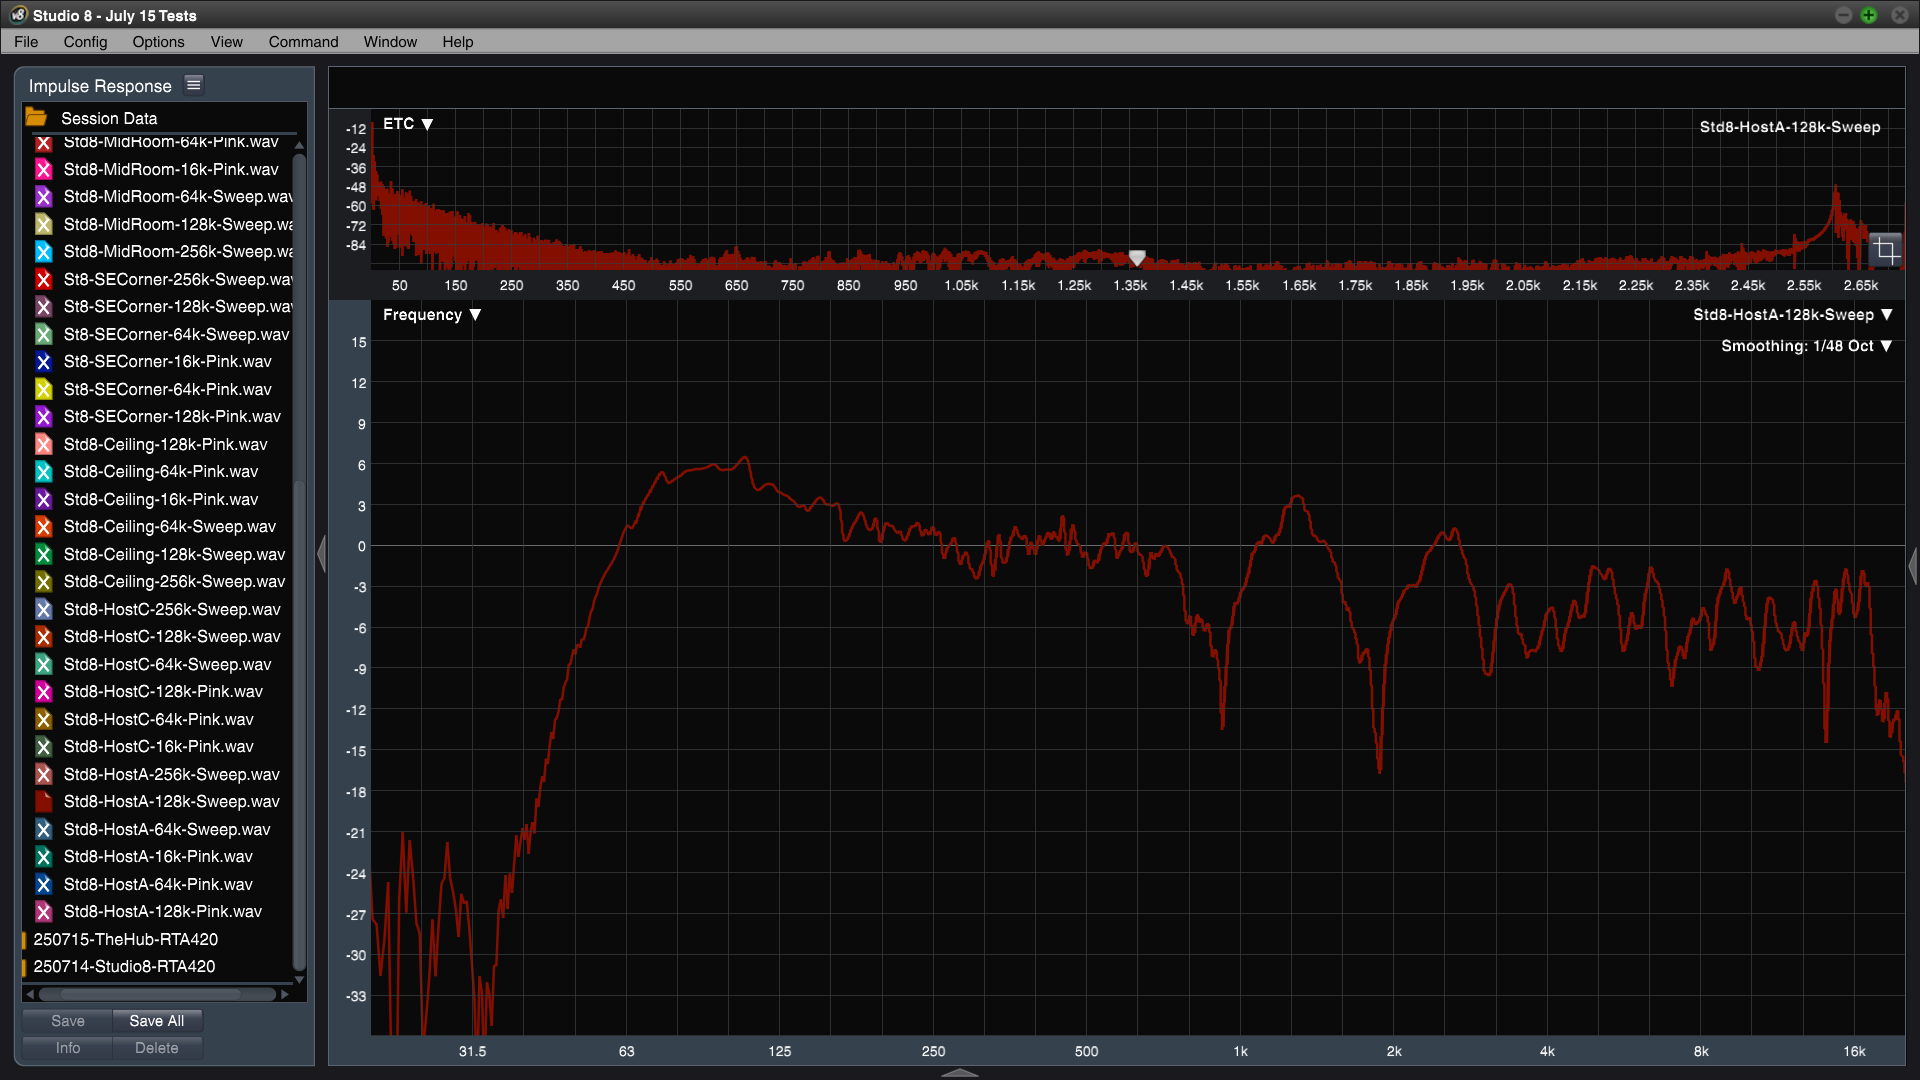 v8 Studio 8 - July 15 Tests
File Config Options View Command Window Help
Impulse Response
Session Data
Std8-MidRoom-64k-Pink.wav
Std8-MidRoom-16k-Pink.wav
Std8-MidRoom-64k-Sweep.wav
Std8-MidRoom-128k-Sweep.wa
Std8-MidRoom-256k-Sweep.wa
St8-SECorner-256k-Sweep.wav
St8-SECorner-128k-Sweep.wav
St8-SECorner-64k-Sweep.wav
St8-SECorner-16k-Pink.wav
St8-SECorner-64k-Pink.wav
St8-SECorner-128k-Pink.wav
Std8-Ceiling-128k-Pink.wav
Std8-Ceiling-64k-Pink.wav
Std8-Ceiling-16k-Pink.wav
Std8-Ceiling-64k-Sweep.wav
Std8-Ceiling-128k-Sweep.wav
Std8-Ceiling-256k-Sweep.wav
Std8-HostC-256k-Sweep.wav
Std8-HostC-128k-Sweep.wav
Std8-HostC-64k-Sweep.wav
Std8-HostC-128k-Pink.wav
Std8-HostC-64k-Pink.wav
Std8-HostC-16k-Pink.wav
Std8-HostA-256k-Sweep.wav
Std8-HostA-128k-Sweep.wav
Std8-HostA-64k-Sweep.wav
Std8-HostA-16k-Pink.wav
Std8-HostA-64k-Pink.wav
Std8-HostA-128k-Pink.wav
250715-TheHub-RTA420
250714-Studio8-RTA420
Save Save All
Info Delete
ETC ▼
Std8-HostA-128k-Sweep
-12
-24
-36
-48
-60
-72
-84
50 150 250 350 450 550 650 750 850 950 1.05k 1.15k 1.25k 1.35k 1.45k 1.55k 1.65k 1.75k 1.85k 1.95k 2.05k 2.15k 2.25k 2.35k 2.45k 2.55k 2.65k
Frequency ▼
Std8-HostA-128k-Sweep ▼
Smoothing: 1/48 Oct ▼
15
12
9
6
3
0
-3
-6
-9
-12
-15
-18
-21
-24
-27
-30
-33
31.5 63 125 250 500 1k 2k 4k 8k 16k